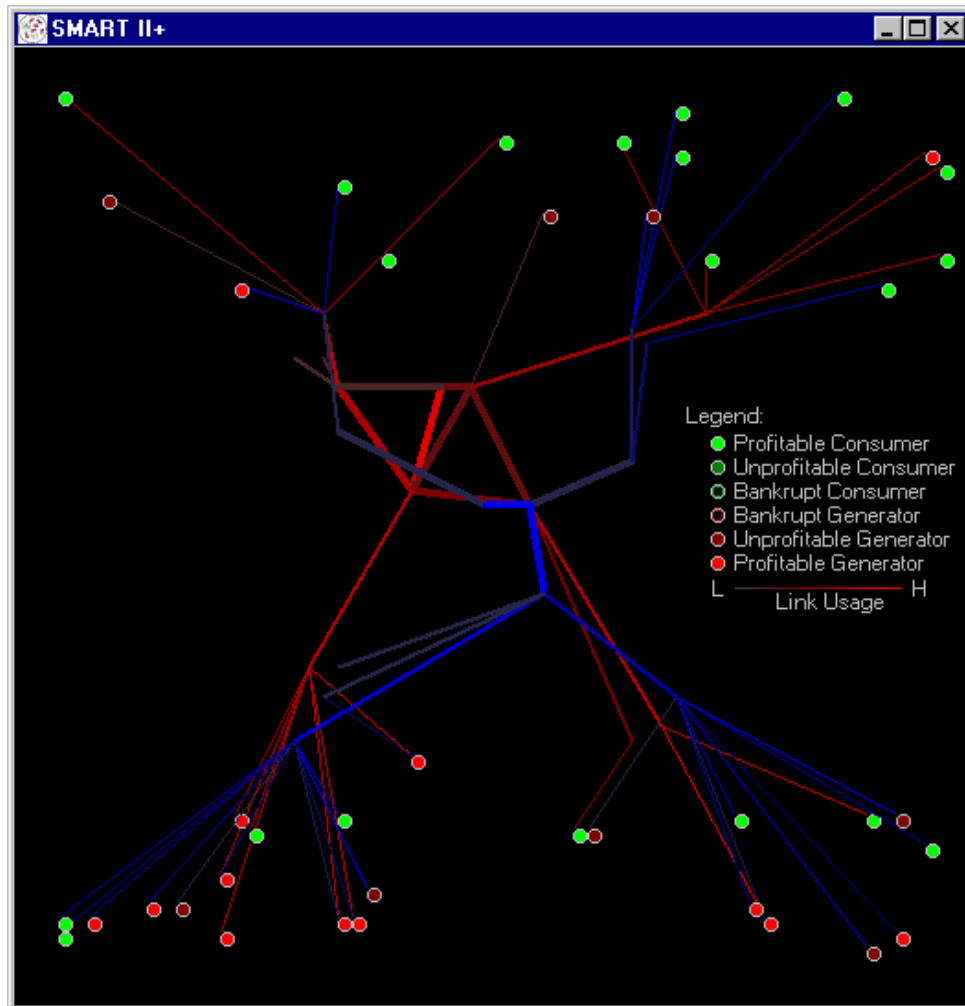 SMART II+
Legend:
Profitable Consumer
Unprofitable Consumer
Bankrupt Consumer
Bankrupt Generator
Unprofitable Generator
Profitable Generator
L H
Link Usage